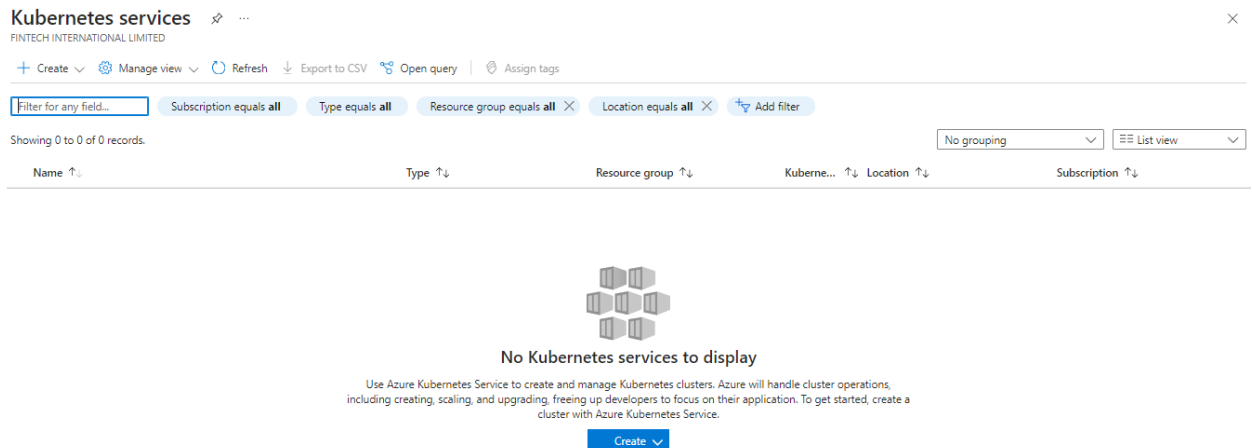 Kubernetes services
FINTECH INTERNATIONAL LIMITED
Create Manage view Refresh Export to CSV Open query Assign tags
Filter for any field... Subscription equals all Type equals all Resource group equals all Location equals all Add filter
Showing 0 to 0 of 0 records. No grouping List view
Name Type Resource group Kuberne... Location Subscription
No Kubernetes services to display
Use Azure Kubernetes Service to create and manage Kubernetes clusters. Azure will handle cluster operations,
including creating, scaling, and upgrading, freeing up developers to focus on their application. To get started, create a
cluster with Azure Kubernetes Service.
Create